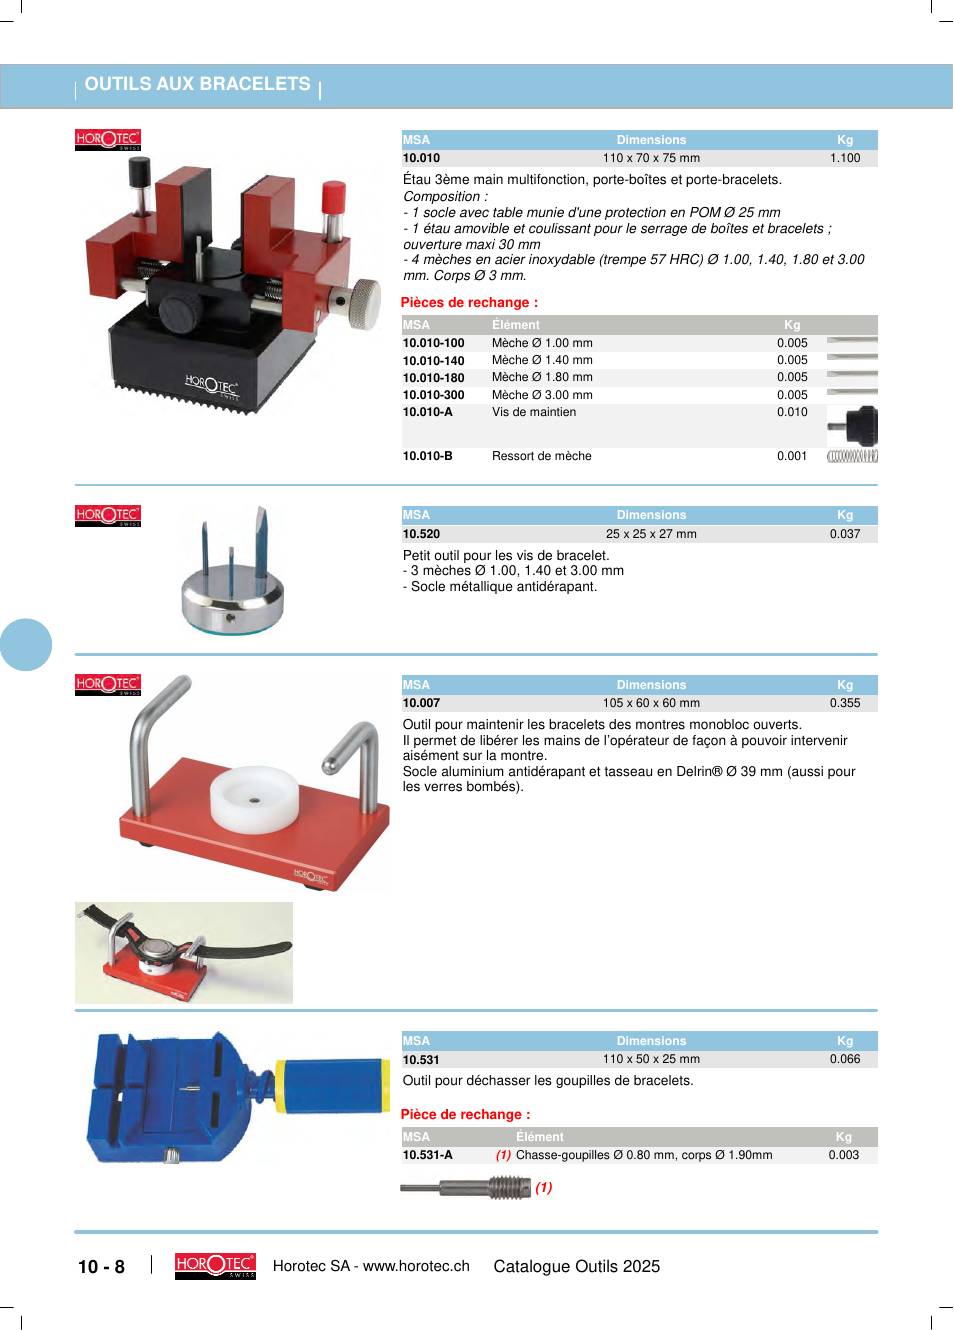 OUTILS AUX BRACELETS
HOROTEC
SWISS
MSA Dimensions Kg
10.010 110 x 70 x 75 mm 1.100
Étau 3ème main multifonction, porte-boîtes et porte-bracelets.
Composition :
- 1 socle avec table munie d'une protection en POM Ø 25 mm
- 1 étau amovible et coulissant pour le serrage de boîtes et bracelets ;
ouverture maxi 30 mm
- 4 mèches en acier inoxydable (trempe 57 HRC) Ø 1.00, 1.40, 1.80 et 3.00
mm. Corps Ø 3 mm.
HOROTEC
SWISS
Pièces de rechange :
MSA Élément Kg
10.010-100 Mèche Ø 1.00 mm 0.005
10.010-140 Mèche Ø 1.40 mm 0.005
10.010-180 Mèche Ø 1.80 mm 0.005
10.010-300 Mèche Ø 3.00 mm 0.005
10.010-A Vis de maintien 0.010
10.010-B Ressort de mèche 0.001
HOROTEC
SWISS
MSA Dimensions Kg
10.520 25 x 25 x 27 mm 0.037
Petit outil pour les vis de bracelet.
- 3 mèches Ø 1.00, 1.40 et 3.00 mm
- Socle métallique antidérapant.
HOROTEC
SWISS
MSA Dimensions Kg
10.007 105 x 60 x 60 mm 0.355
Outil pour maintenir les bracelets des montres monobloc ouverts.
Il permet de libérer les mains de l’opérateur de façon à pouvoir intervenir
aisément sur la montre.
Socle aluminium antidérapant et tasseau en Delrin® Ø 39 mm (aussi pour
les verres bombés).
HOROTEC
MSA Dimensions Kg
10.531 110 x 50 x 25 mm 0.066
Outil pour déchasser les goupilles de bracelets.
Pièce de rechange :
MSA Élément Kg
10.531-A (1) Chasse-goupilles Ø 0.80 mm, corps Ø 1.90mm 0.003
(1)
10 - 8 HOROTEC SWISS Horotec SA - www.horotec.ch Catalogue Outils 2025